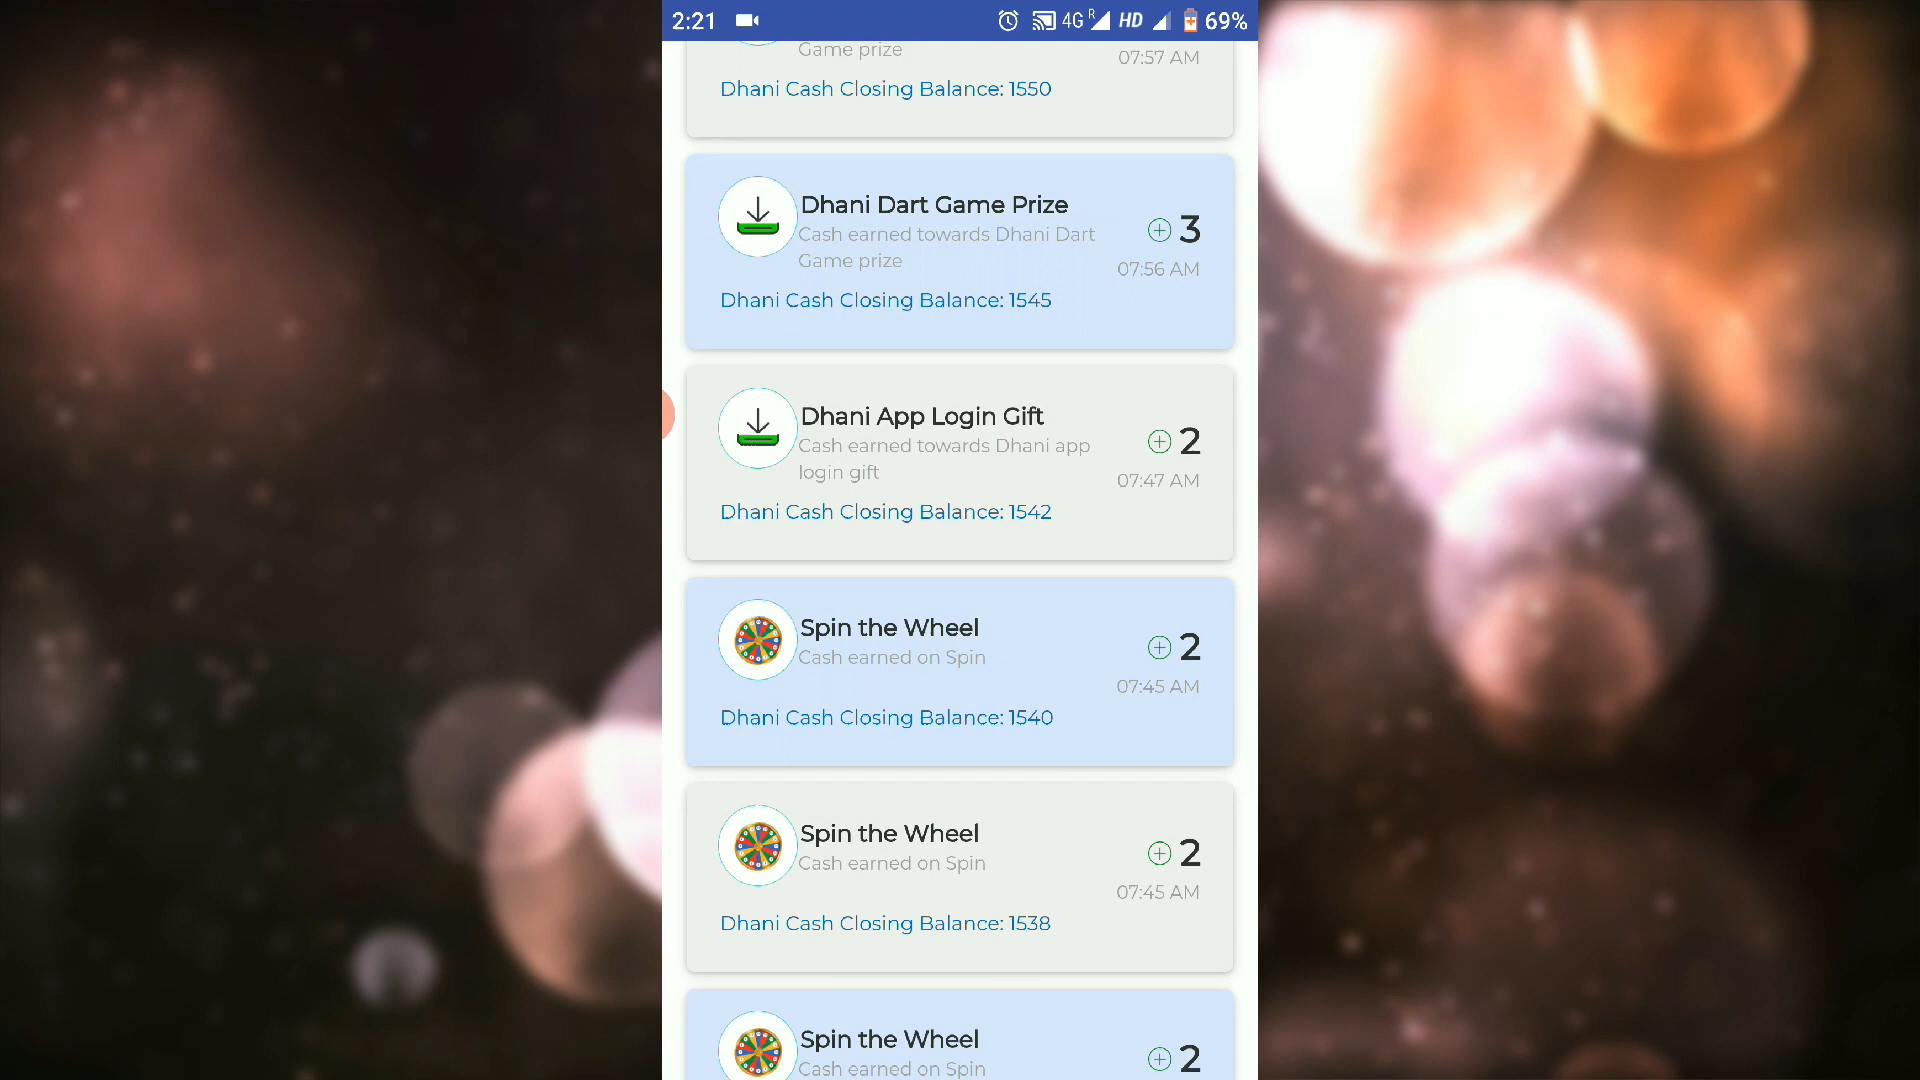 2:21 4G R HD 69%
Game prize
07:57 AM
Dhani Cash Closing Balance: 1550
Dhani Dart Game Prize
Cash earned towards Dhani Dart
Game prize
3
07:56 AM
Dhani Cash Closing Balance: 1545
Dhani App Login Gift
Cash earned towards Dhani app
login gift
2
07:47 AM
Dhani Cash Closing Balance: 1542
Spin the Wheel
Cash earned on Spin
2
07:45 AM
Dhani Cash Closing Balance: 1540
Spin the Wheel
Cash earned on Spin
2
07:45 AM
Dhani Cash Closing Balance: 1538
Spin the Wheel
Cash earned on Spin
2